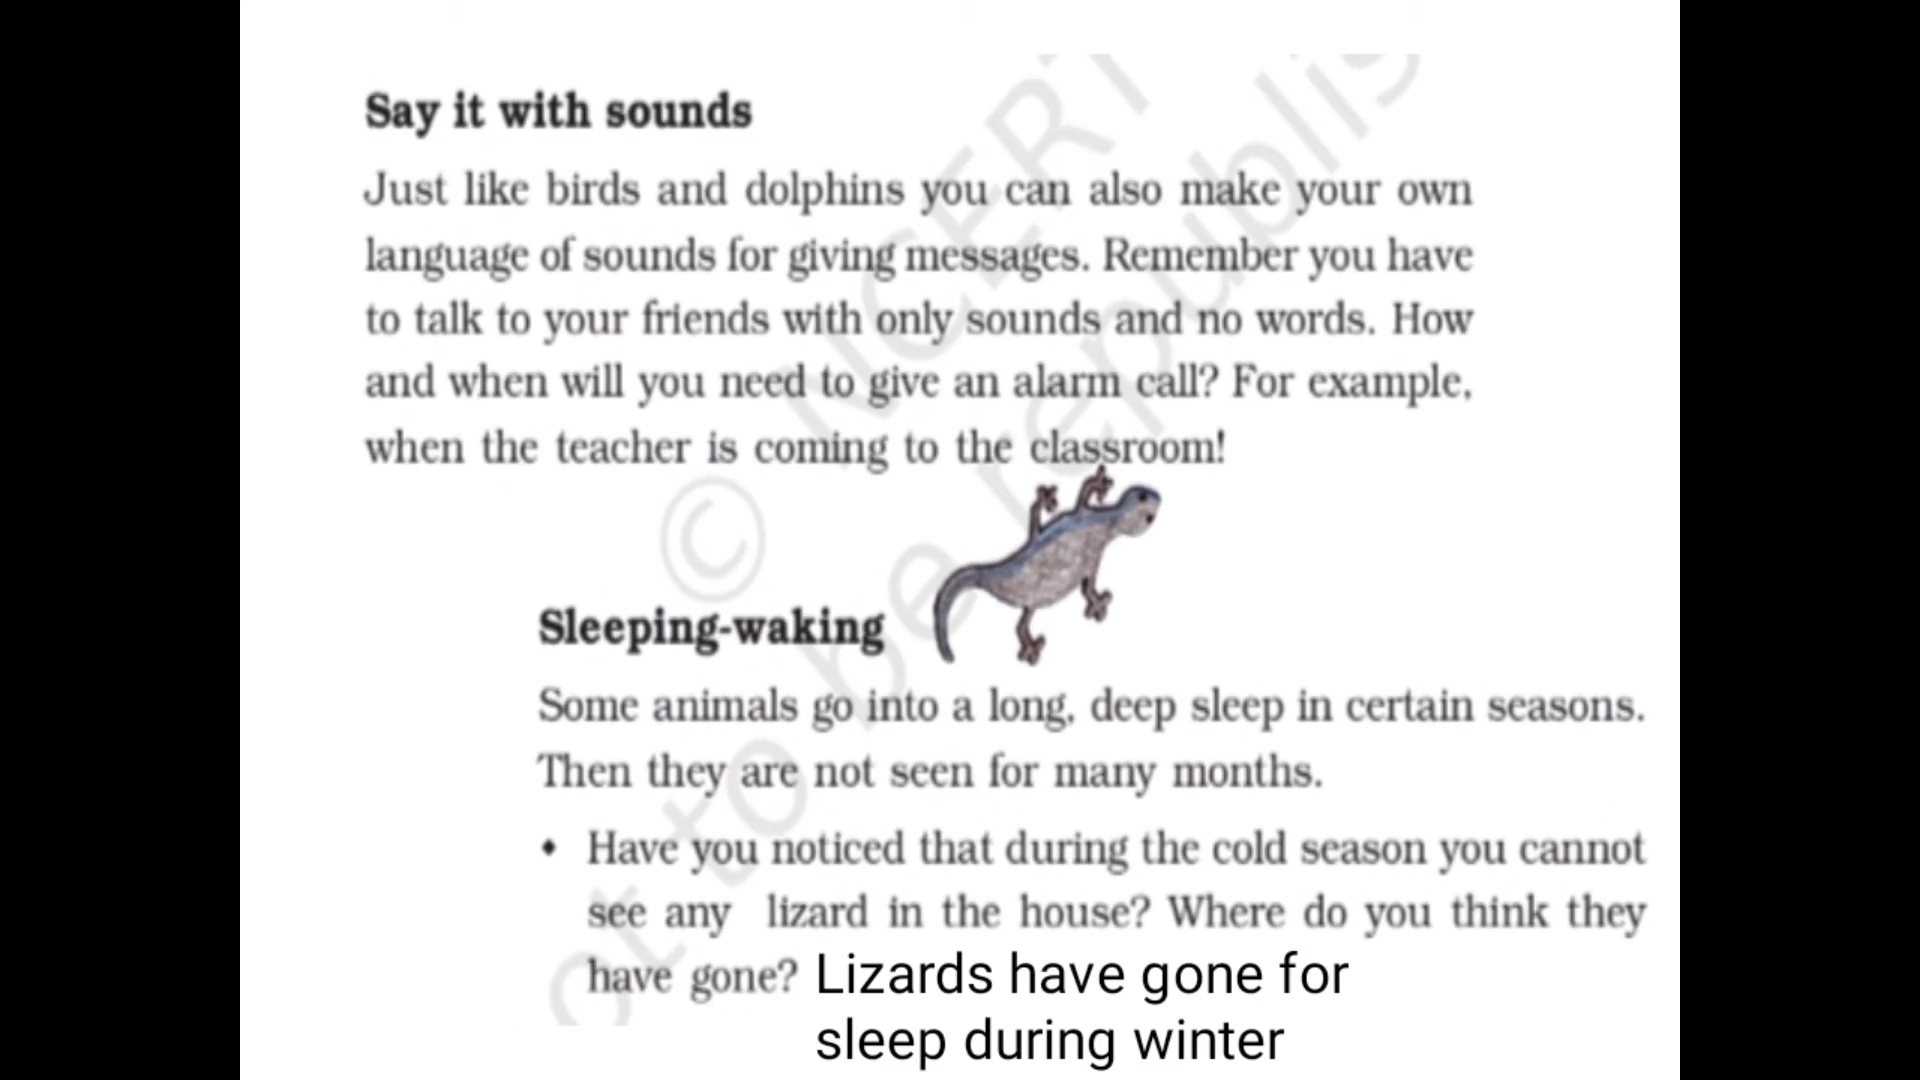 Say it with sounds
Just like birds and dolphins you can also make your own
language of sounds for giving messages. Remember you have
to talk to your friends with only sounds and no words. How
and when will you need to give an alarm call? For example,
when the teacher is coming to the classroom!
Sleeping-waking
Some animals go into a long, deep sleep in certain seasons.
Then they are not seen for many months.
• Have you noticed that during the cold season you cannot
see any lizard in the house? Where do you think they
have gone? Lizards have gone for
sleep during winter
© NCERT
not to be republis